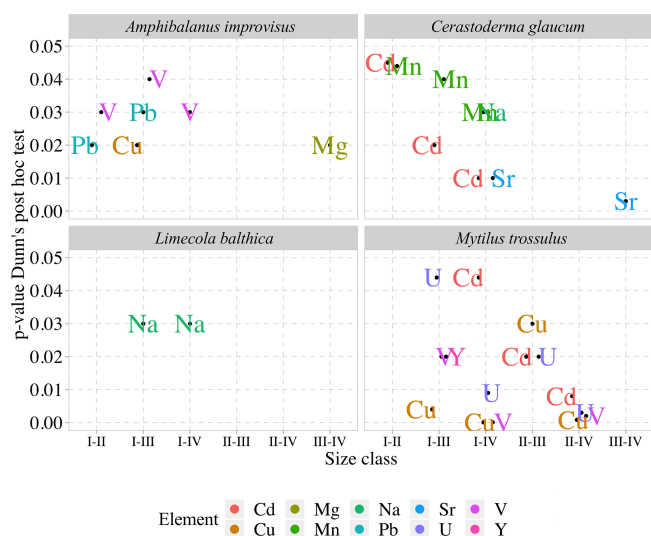 Amphibalanus improvisus
Cerastoderma glaucum
0.05
0.04
0.03
0.02
0.01
0.00
V
V Pb V
Pb Cu Mg
Cd Mn Mn
Mn Na
Cd
Cd Sr
Sr
p-value Dunn's post hoc test
Limecola balthica
Mytilus trossulus
0.05
0.04
0.03
0.02
0.01
0.00
Na Na
U Cd
Cu
V Y Cd U
U Cd
Cu U V
Cu V Cu
I-II I-III I-IV II-III II-IV III-IV
I-II I-III I-IV II-III II-IV III-IV
Size class
Element
Cd Mg Na Sr V
Cu Mn Pb U Y